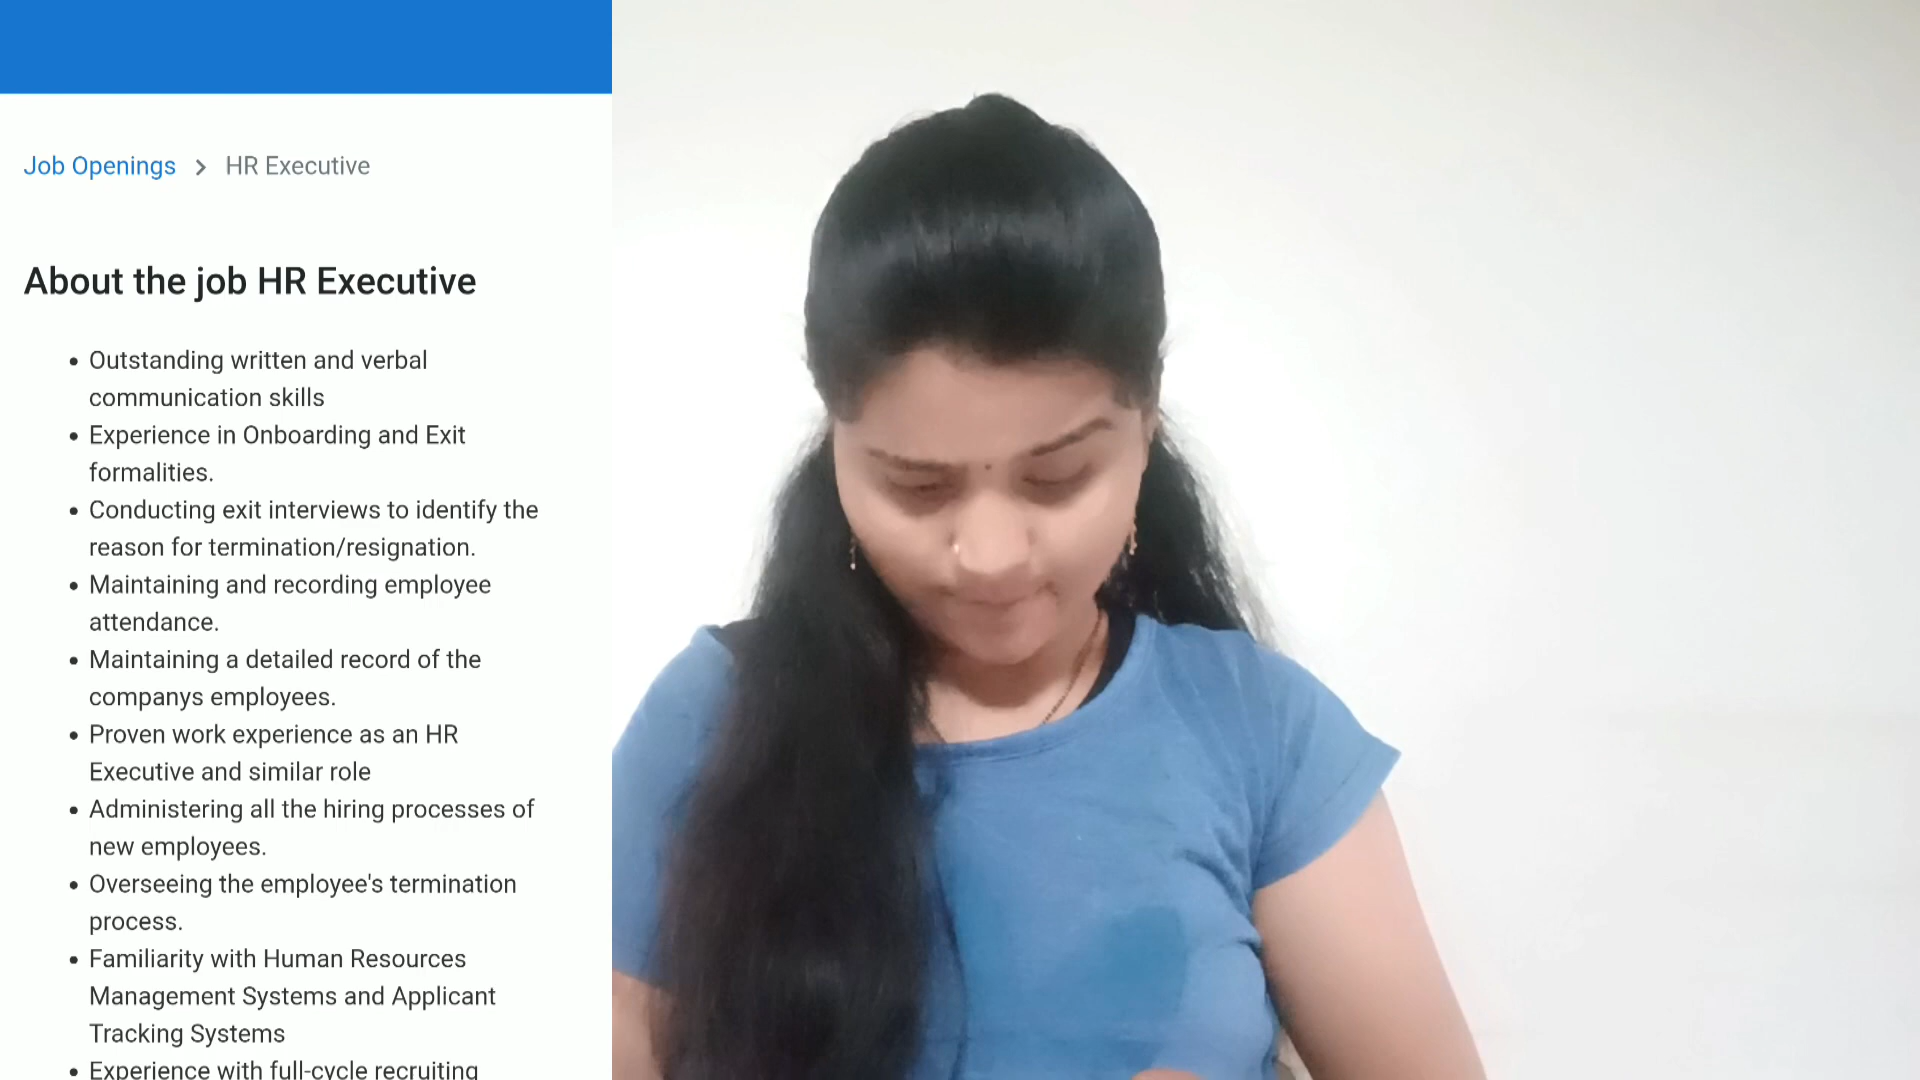 Job Openings > HR Executive
About the job HR Executive
• Outstanding written and verbal
communication skills
• Experience in Onboarding and Exit
formalities.
• Conducting exit interviews to identify the
reason for termination/resignation.
• Maintaining and recording employee
attendance.
• Maintaining a detailed record of the
companys employees.
• Proven work experience as an HR
Executive and similar role
• Administering all the hiring processes of
new employees.
• Overseeing the employee's termination
process.
• Familiarity with Human Resources
Management Systems and Applicant
Tracking Systems
• Experience with full-cycle recruiting